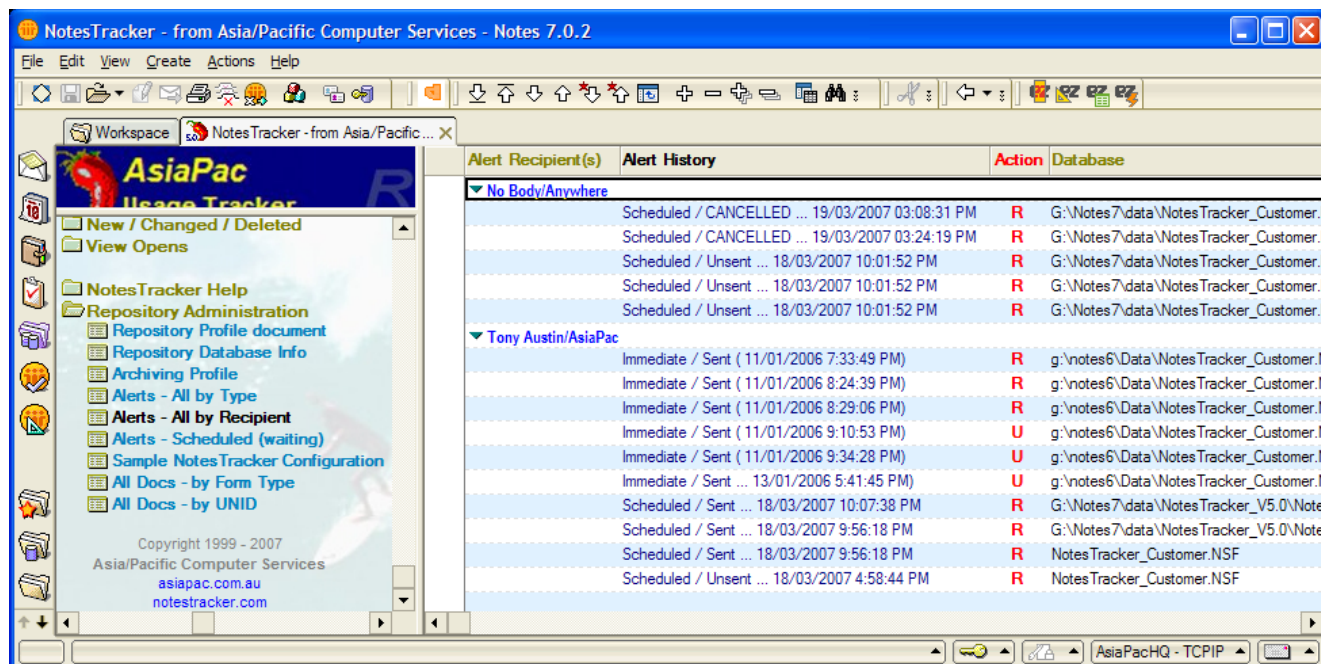 NotesTracker - from Asia/Pacific Computer Services - Notes 7.0.2
File Edit View Create Actions Help
Workspace NotesTracker - from Asia/Pacific ...
AsiaPac
Usage Tracker
New / Changed / Deleted
View Opens
NotesTracker Help
Repository Administration
Repository Profile document
Repository Database Info
Archiving Profile
Alerts - All by Type
Alerts - All by Recipient
Alerts - Scheduled (waiting)
Sample NotesTracker Configuration
All Docs - by Form Type
All Docs - by UNID
Copyright 1999 - 2007
Asia/Pacific Computer Services
asiapac.com.au
notestracker.com
Alert Recipient(s) Alert History Action Database
No Body/Anywhere
Scheduled / CANCELLED ... 19/03/2007 03:08:31 PM R G:\Notes7\data\NotesTracker_Customer.
Scheduled / CANCELLED ... 19/03/2007 03:24:19 PM R G:\Notes7\data\NotesTracker_Customer.
Scheduled / Unsent ... 18/03/2007 10:01:52 PM R G:\Notes7\data\NotesTracker_Customer.
Scheduled / Unsent ... 18/03/2007 10:01:52 PM R G:\Notes7\data\NotesTracker_Customer.
Scheduled / Unsent ... 18/03/2007 10:01:52 PM R G:\Notes7\data\NotesTracker_Customer.
Tony Austin/AsiaPac
Immediate / Sent ( 11/01/2006 7:33:49 PM) R g:\notes6\Data\NotesTracker_Customer.
Immediate / Sent ( 11/01/2006 8:24:39 PM) R g:\notes6\Data\NotesTracker_Customer.
Immediate / Sent ( 11/01/2006 8:29:06 PM) R g:\notes6\Data\NotesTracker_Customer.
Immediate / Sent ( 11/01/2006 9:10:53 PM) U g:\notes6\Data\NotesTracker_Customer.
Immediate / Sent ( 11/01/2006 9:34:28 PM) U g:\notes6\Data\NotesTracker_Customer.
Immediate / Sent ... 13/01/2006 5:41:45 PM) U g:\notes6\Data\NotesTracker_Customer.
Scheduled / Sent ... 18/03/2007 10:07:38 PM R G:\Notes7\data\NotesTracker_V5.0\Note
Scheduled / Sent ... 18/03/2007 9:56:18 PM R G:\Notes7\data\NotesTracker_V5.0\Note
Scheduled / Sent ... 18/03/2007 9:56:18 PM R NotesTracker_Customer.NSF
Scheduled / Unsent ... 18/03/2007 4:58:44 PM R NotesTracker_Customer.NSF
AsiaPacHQ - TCPIP